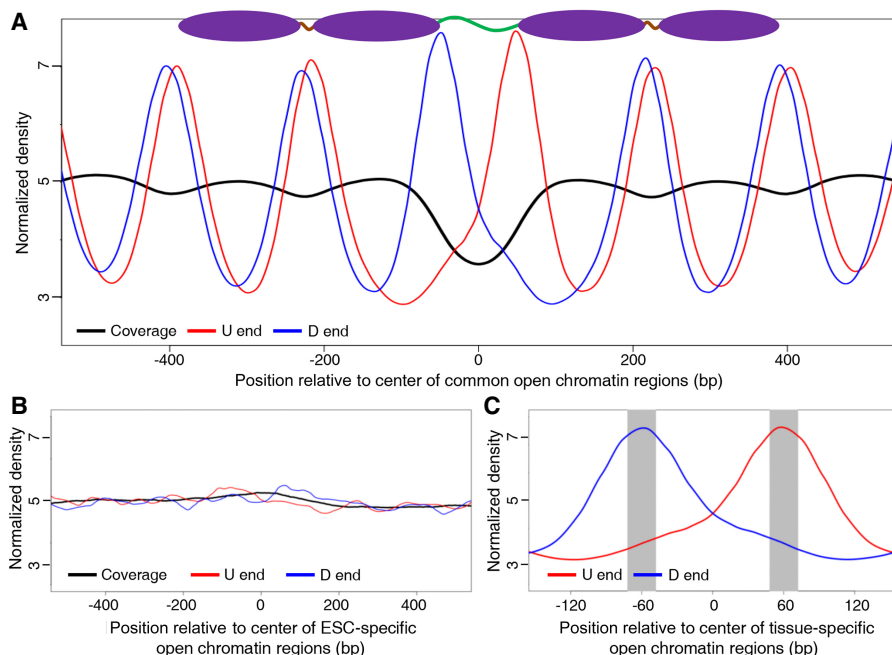 A
Normalized density
7
5
3
Coverage U end D end
-400 -200 0 200 400
Position relative to center of common open chromatin regions (bp)
B
Normalized density
7
5
3
Coverage U end D end
-400 -200 0 200 400
Position relative to center of ESC-specific
open chromatin regions (bp)
C
Normalized density
7
5
3
U end D end
-120 -60 0 60 120
Position relative to center of tissue-specific
open chromatin regions (bp)